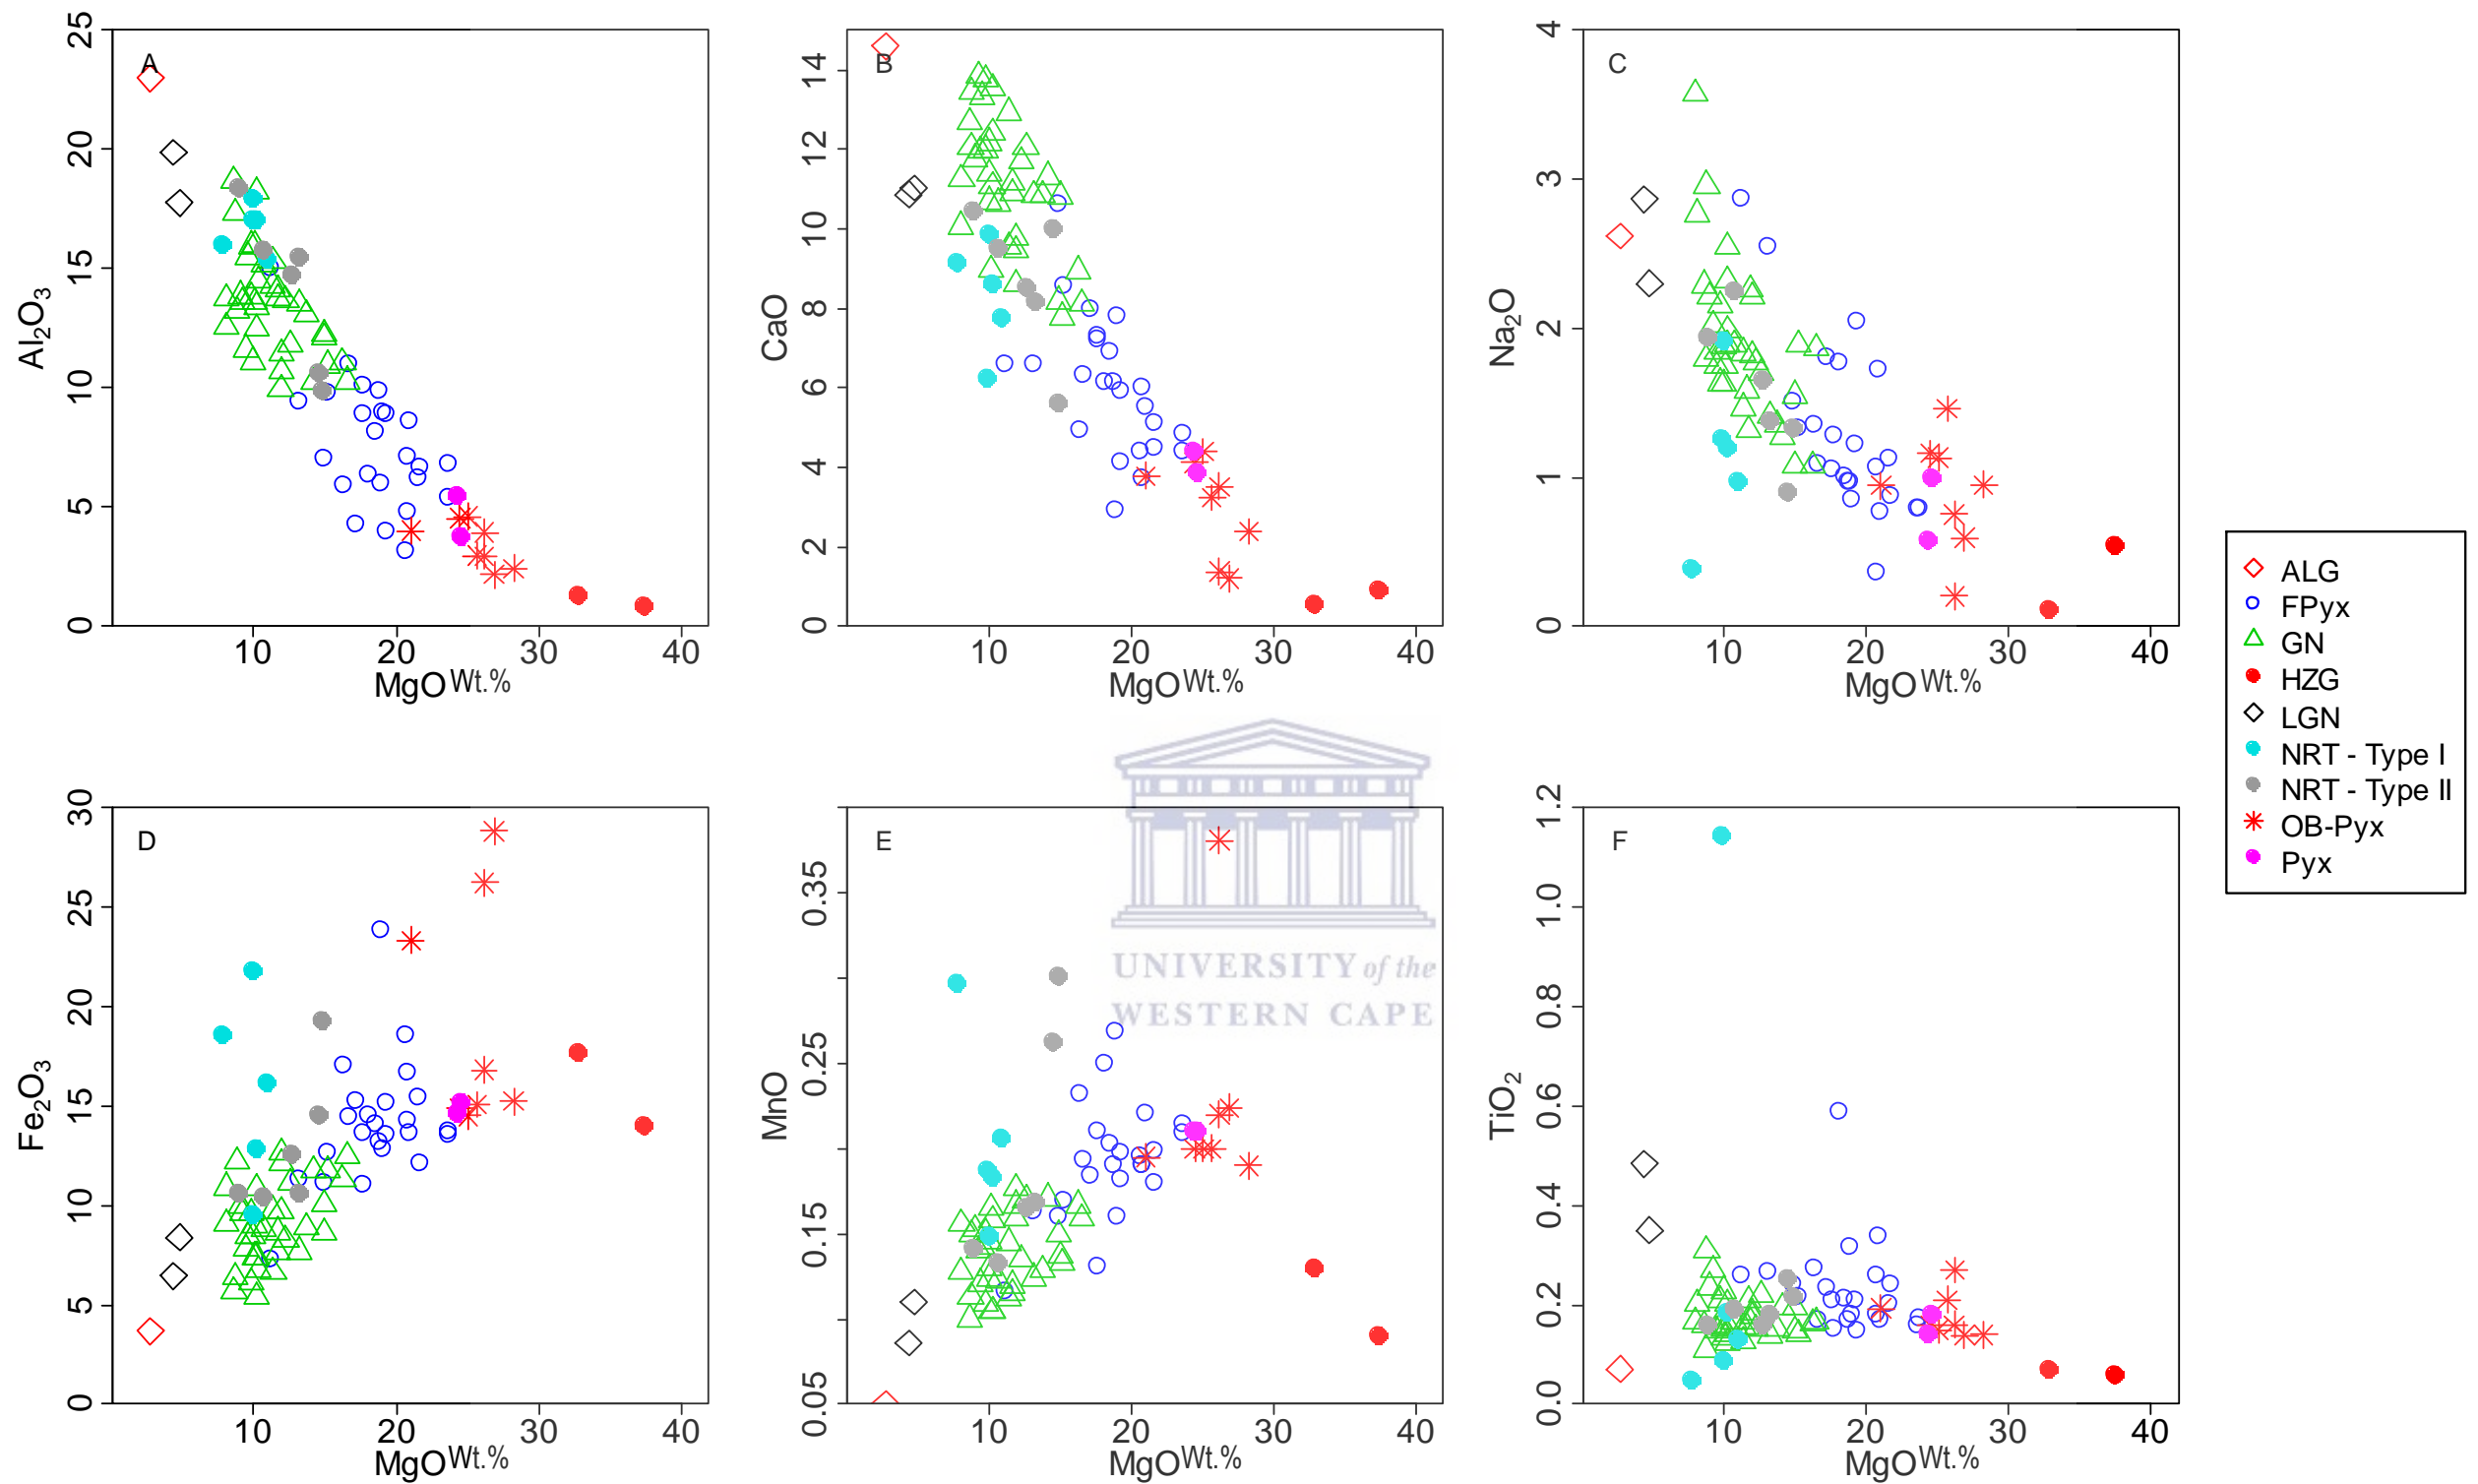 A
25
20
15
10
5
0
Al₂O₃
10 20 30 40
MgO Wt.%
B
14
12
10
8
6
4
2
0
CaO
10 20 30 40
MgO Wt.%
C
4
3
2
1
0
Na₂O
10 20 30 40
MgO Wt.%
ALG
FPyx
GN
HZG
LGN
NRT - Type I
NRT - Type II
OB-Pyx
Pyx
D
30
25
20
15
10
5
0
Fe₂O₃
10 20 30 40
MgO Wt.%
E
0.35
0.25
0.15
0.05
MnO
10 20 30 40
MgO Wt.%
UNIVERSITY of the
WESTERN CAPE
F
1.2
1.0
0.8
0.6
0.4
0.2
0.0
TiO₂
10 20 30 40
MgO Wt.%